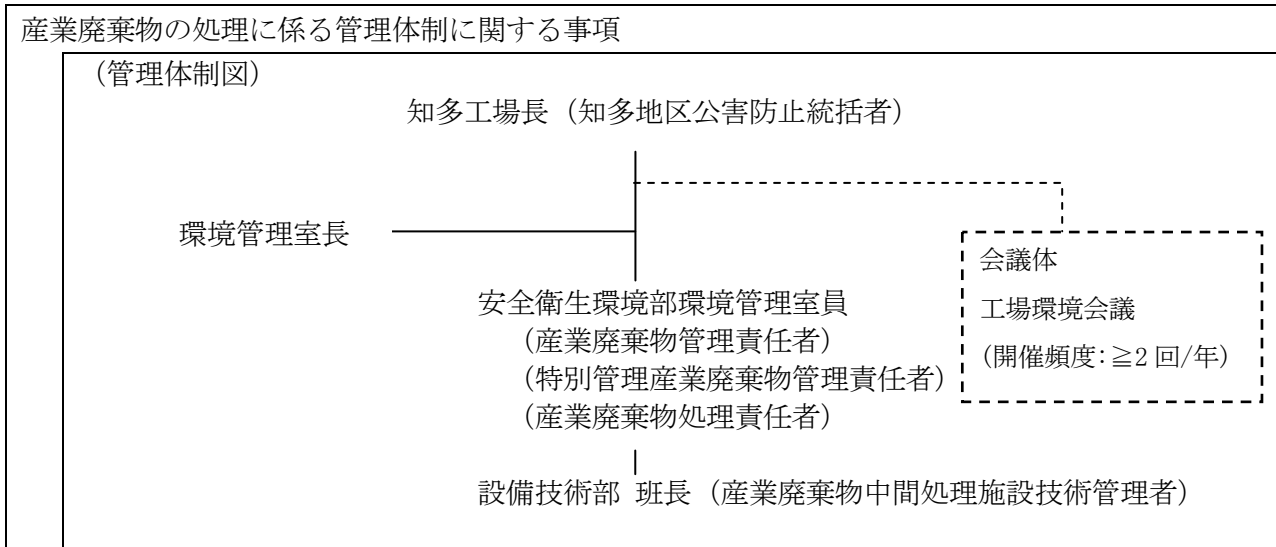 産業廃棄物の処理に係る管理体制に関する事項
（管理体制図）
知多工場長（知多地区公害防止統括者）
環境管理室長
会議体
工場環境会議
(開催頻度:≧2回/年)
安全衛生環境部環境管理室員
（産業廃棄物管理責任者）
（特別管理産業廃棄物管理責任者）
（産業廃棄物処理責任者）
設備技術部 班長（産業廃棄物中間処理施設技術管理者）